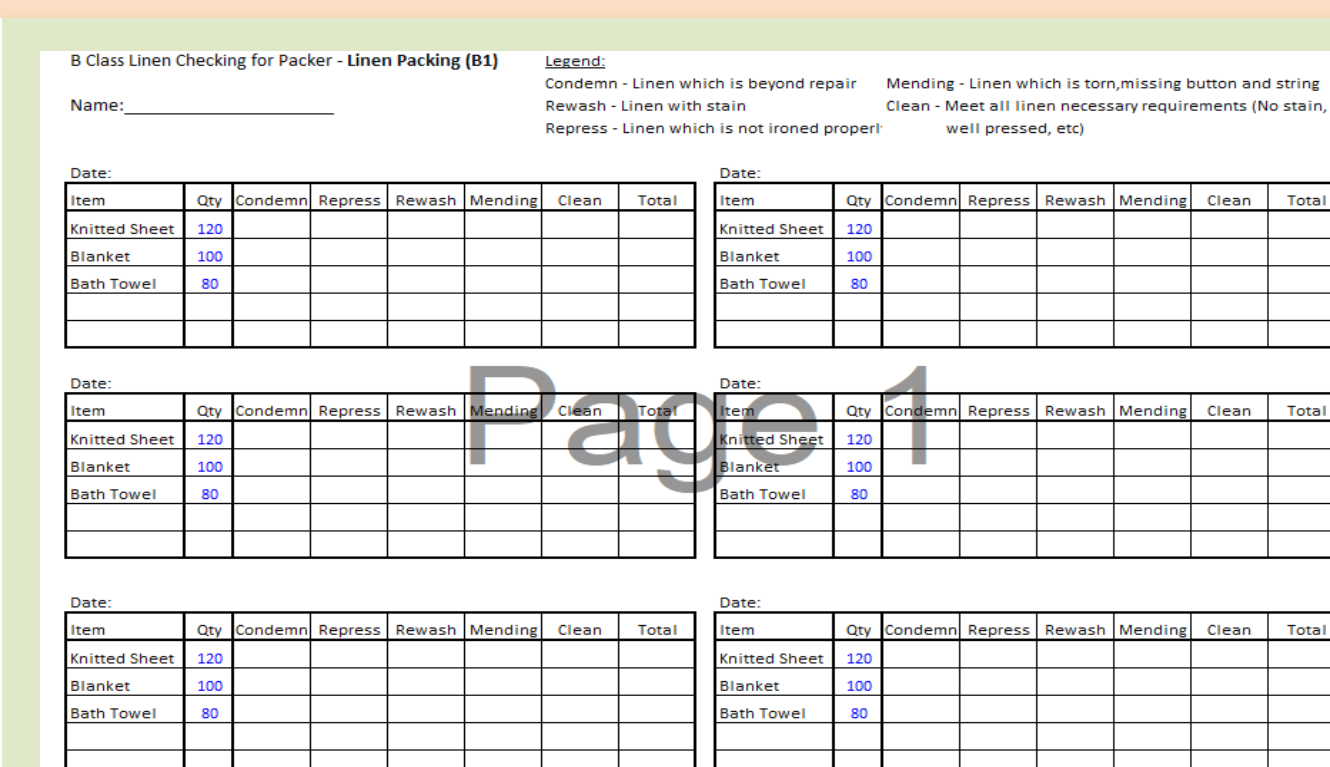 B Class Linen Checking for Packer - Linen Packing (B1)
Name:
Legend:
Condemn - Linen which is beyond repair
Rewash - Linen with stain
Repress - Linen which is not ironed properl
Mending - Linen which is torn,missing button and string
Clean - Meet all linen necessary requirements (No stain,
well pressed, etc)
Date:
Item Qty Condemn Repress Rewash Mending Clean Total
Knitted Sheet 120
Blanket 100
Bath Towel 80
Date:
Item Qty Condemn Repress Rewash Mending Clean Total
Knitted Sheet 120
Blanket 100
Bath Towel 80
Page 1
Date:
Item Qty Condemn Repress Rewash Mending Clean Total
Knitted Sheet 120
Blanket 100
Bath Towel 80
Date:
Item Qty Condemn Repress Rewash Mending Clean Total
Knitted Sheet 120
Blanket 100
Bath Towel 80
Date:
Item Qty Condemn Repress Rewash Mending Clean Total
Knitted Sheet 120
Blanket 100
Bath Towel 80
Date:
Item Qty Condemn Repress Rewash Mending Clean Total
Knitted Sheet 120
Blanket 100
Bath Towel 80